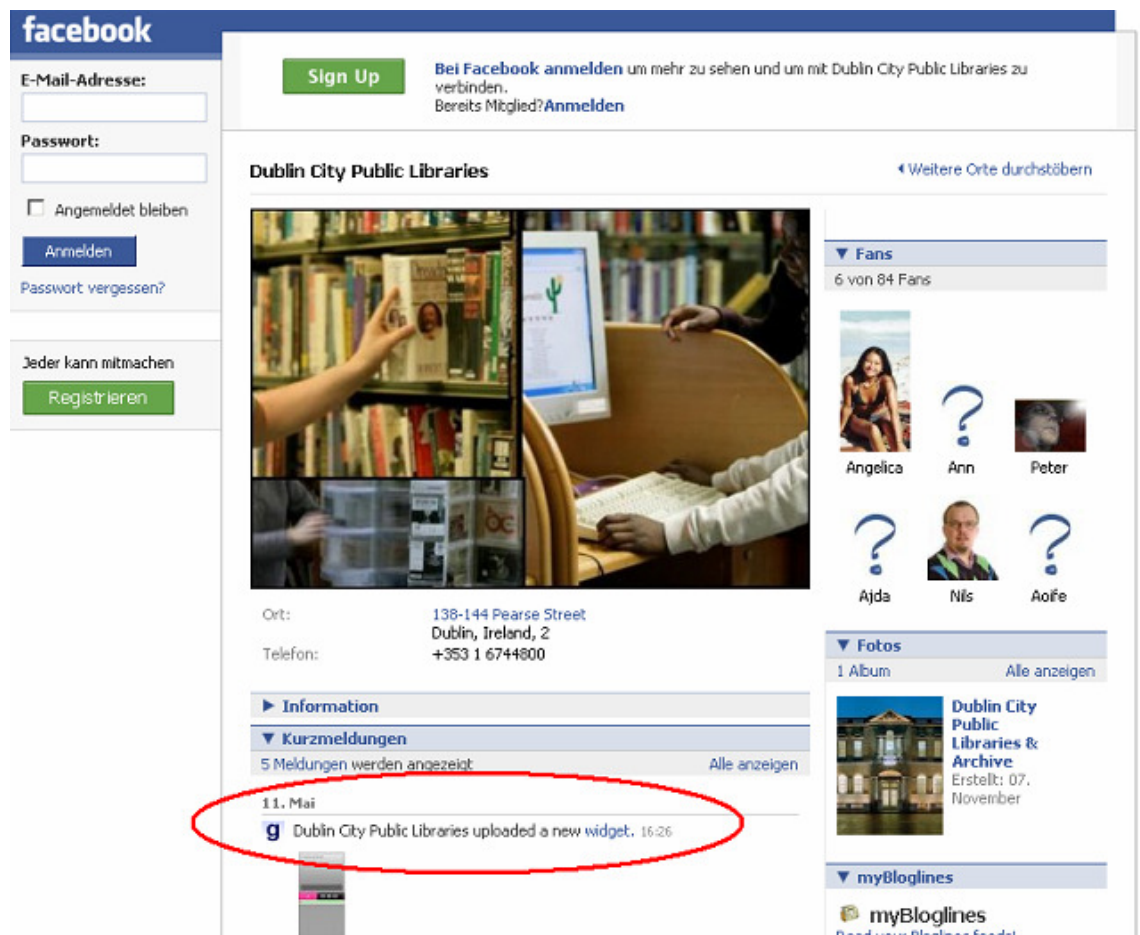 facebook
E-Mail-Adresse:
Passwort:
Angemeldet bleiben
Anmelden
Passwort vergessen?
Jeder kann mitmachen
Registrieren
Sign Up
Bei Facebook anmelden um mehr zu sehen und um mit Dublin City Public Libraries zu
verbinden.
Bereits Mitglied?Anmelden
Dublin City Public Libraries
Weitere Orte durchstöbern
Ort:
138-144 Pearse Street
Dublin, Ireland, 2
Telefon:
+353 1 6744800
Information
Kurzmeldungen
5 Meldungen werden angezeigt
Alle anzeigen
11. Mai
g Dublin City Public Libraries uploaded a new widget. 16:26
Fans
6 von 84 Fans
Angelica Ann Peter
Ajda Nils Aoife
Fotos
1 Album Alle anzeigen
Dublin City
Public
Libraries &
Archive
Erstellt: 07.
November
myBloglines
myBloglines